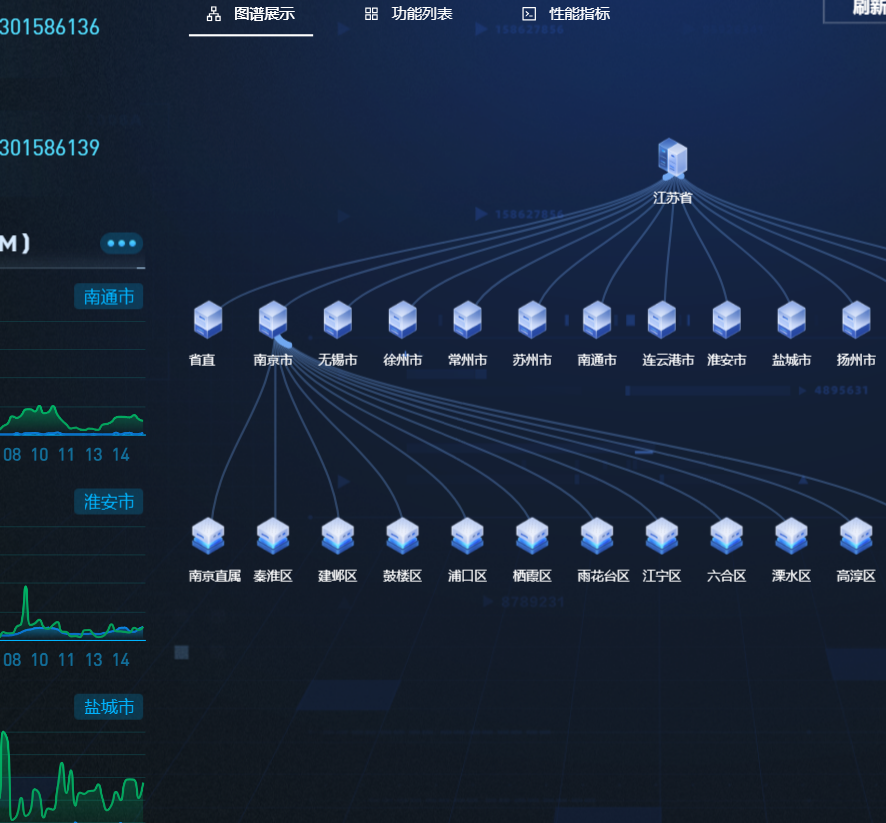 301586136
图谱展示 功能列表 性能指标
刷新
158627856
301586139
158627856
江苏省
M)
南通市
省直 南京市 无锡市 徐州市 常州市 苏州市 南通市 连云港市 淮安市 盐城市 扬州市
4895631
08 10 11 13 14
淮安市
南京直属 秦淮区 建邺区 鼓楼区 浦口区 栖霞区 雨花台区 江宁区 六合区 溧水区 高淳区
8789231
08 10 11 13 14
盐城市